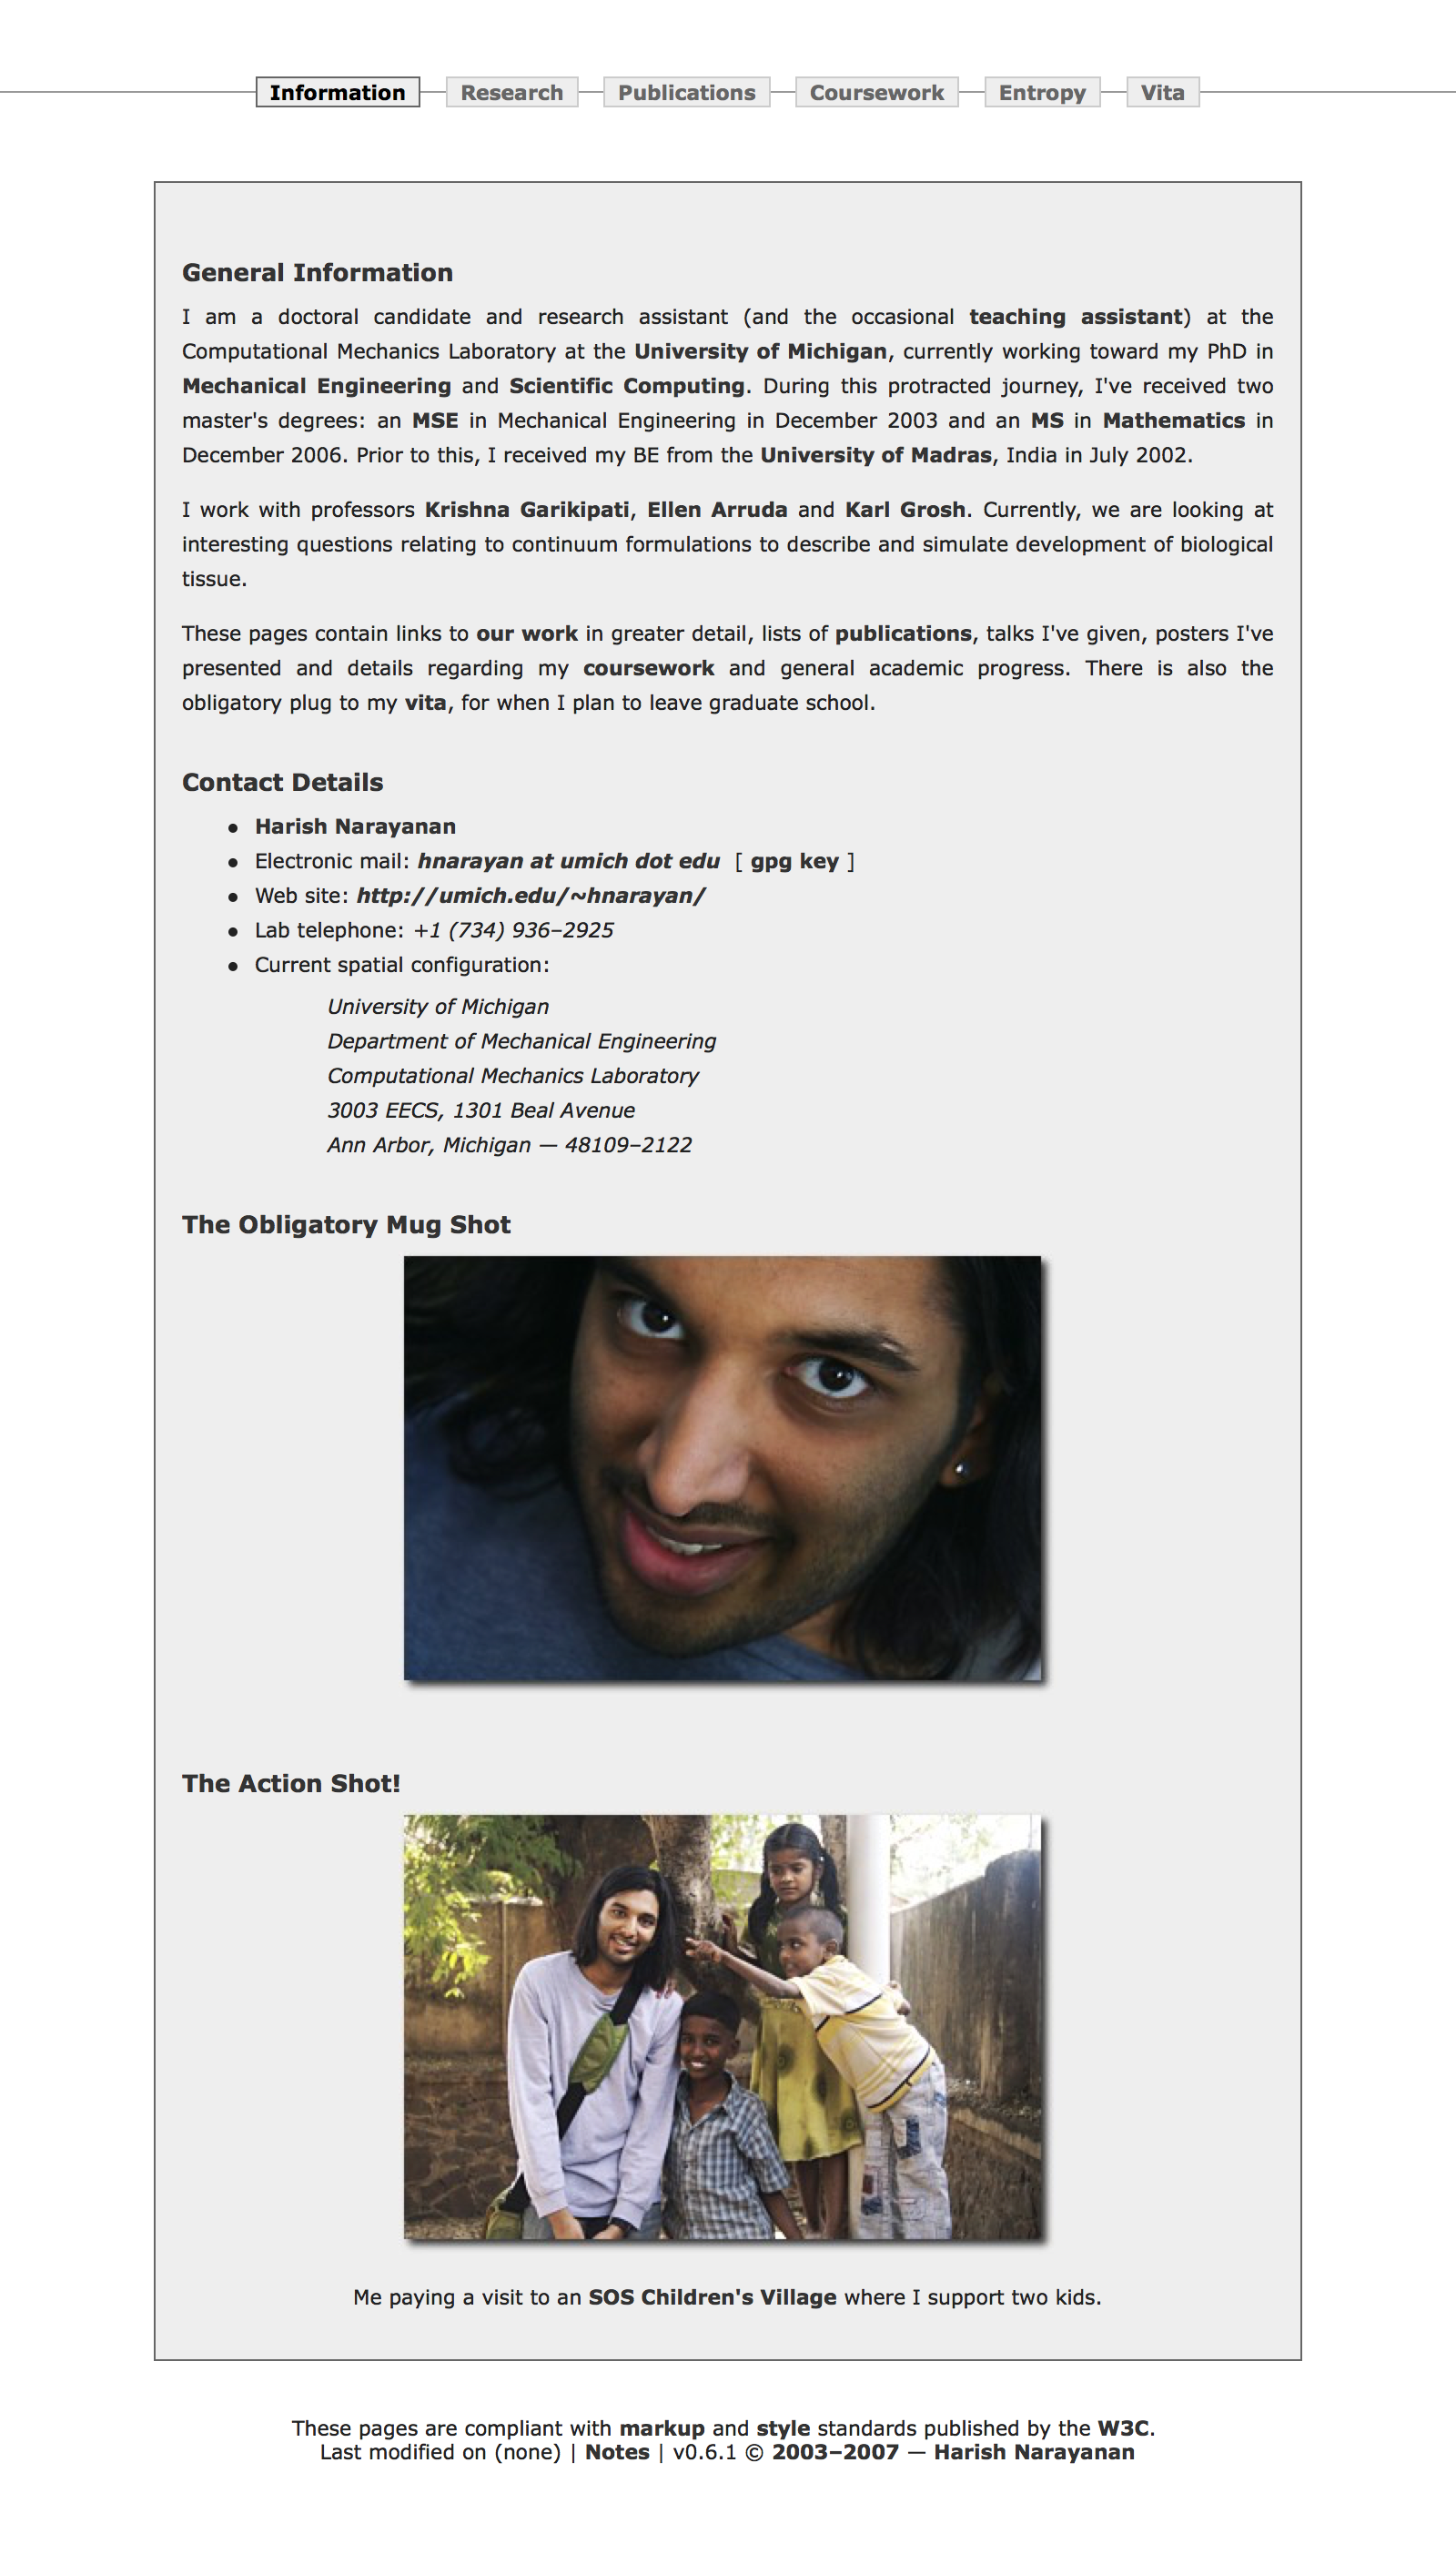 Information Research Publications Coursework Entropy Vita
General Information
I am a doctoral candidate and research assistant (and the occasional teaching assistant) at the
Computational Mechanics Laboratory at the University of Michigan, currently working toward my PhD in
Mechanical Engineering and Scientific Computing. During this protracted journey, I've received two
master's degrees: an MSE in Mechanical Engineering in December 2003 and an MS in Mathematics in
December 2006. Prior to this, I received my BE from the University of Madras, India in July 2002.
I work with professors Krishna Garikipati, Ellen Arruda and Karl Grosh. Currently, we are looking at
interesting questions relating to continuum formulations to describe and simulate development of biological
tissue.
These pages contain links to our work in greater detail, lists of publications, talks I've given, posters I've
presented and details regarding my coursework and general academic progress. There is also the
obligatory plug to my vita, for when I plan to leave graduate school.
Contact Details
● Harish Narayanan
● Electronic mail: hnarayan at umich dot edu [ gpg key ]
● Web site: http://umich.edu/~hnarayan/
● Lab telephone: +1 (734) 936–2925
● Current spatial configuration:
University of Michigan
Department of Mechanical Engineering
Computational Mechanics Laboratory
3003 EECS, 1301 Beal Avenue
Ann Arbor, Michigan — 48109–2122
The Obligatory Mug Shot
The Action Shot!
Me paying a visit to an SOS Children's Village where I support two kids.
These pages are compliant with markup and style standards published by the W3C.
Last modified on (none) | Notes | v0.6.1 © 2003–2007 — Harish Narayanan